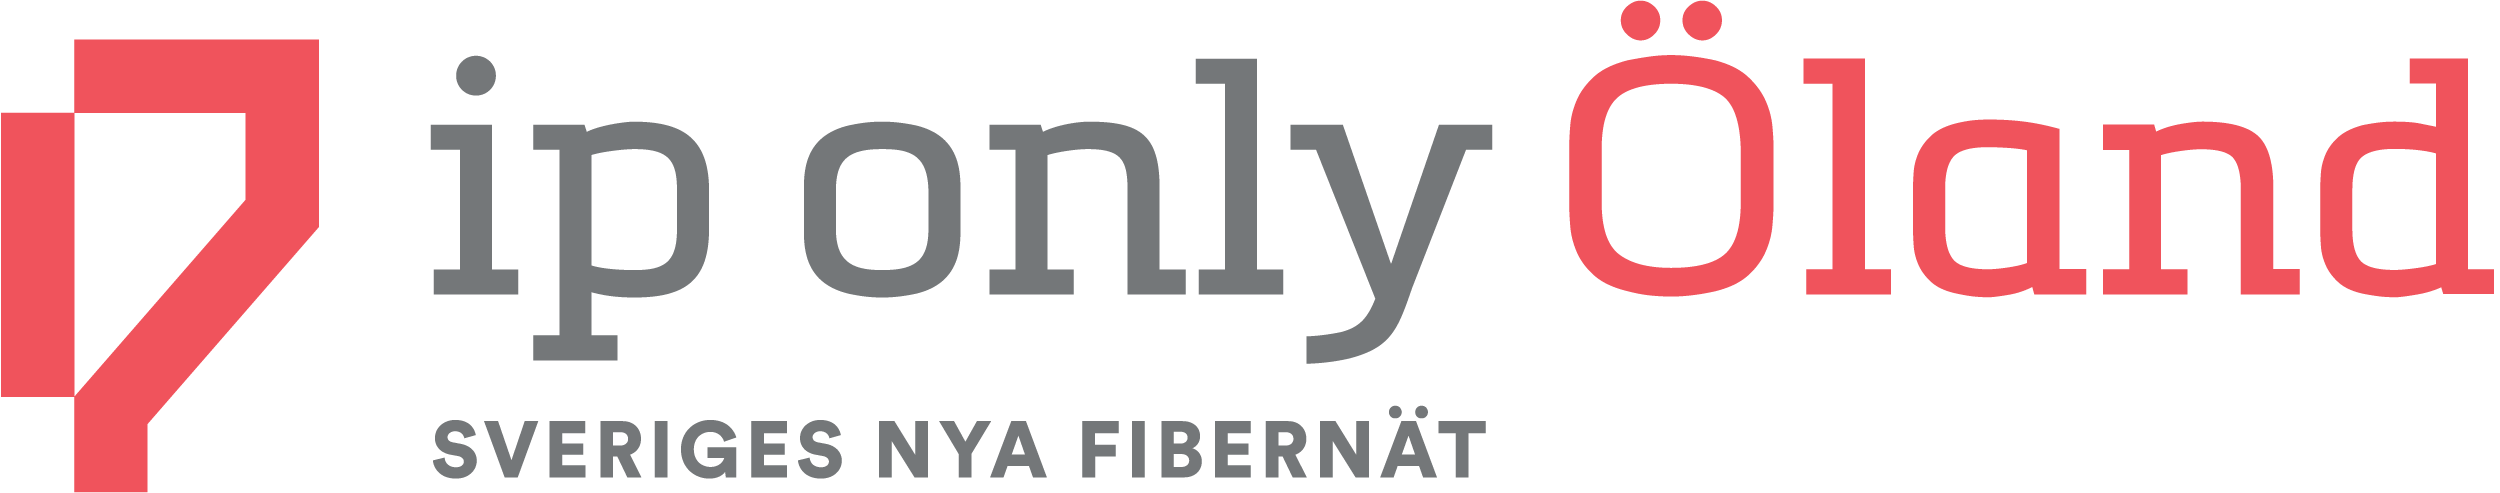 ip only Öland
SVERIGES NYA FIBERNÄT